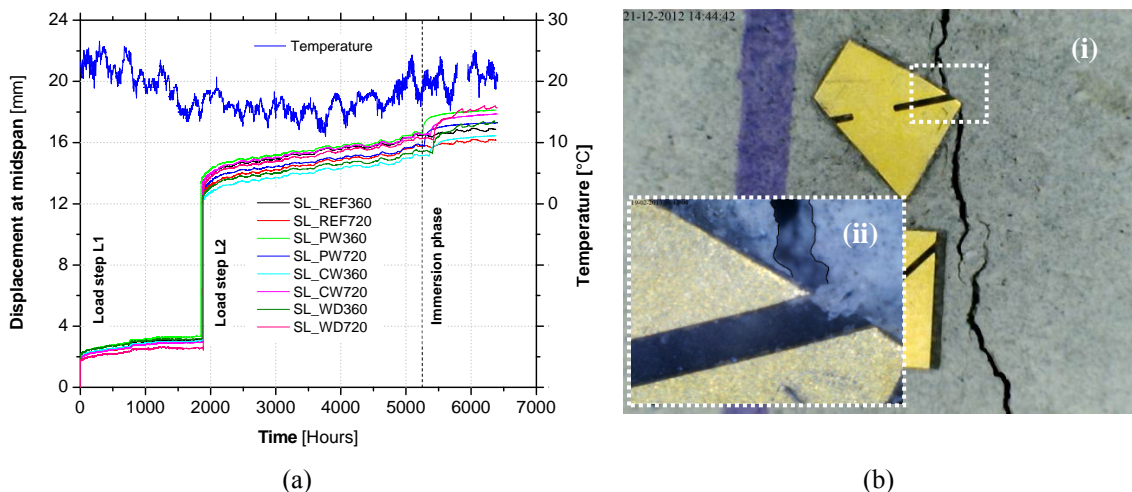 24
20
16
12
8
4
0
Displacement at midspan [mm]
30
20
10
0
Temperature [°C]
Temperature
Load step L1
Load step L2
Immersion phase
SL_REF360
SL_REF720
SL_PW360
SL_PW720
SL_CW360
SL_CW720
SL_WD360
SL_WD720
0 1000 2000 3000 4000 5000 6000 7000
Time [Hours]
(a)
21-12-2012 14:44:42
(i)
(ii)
(b)